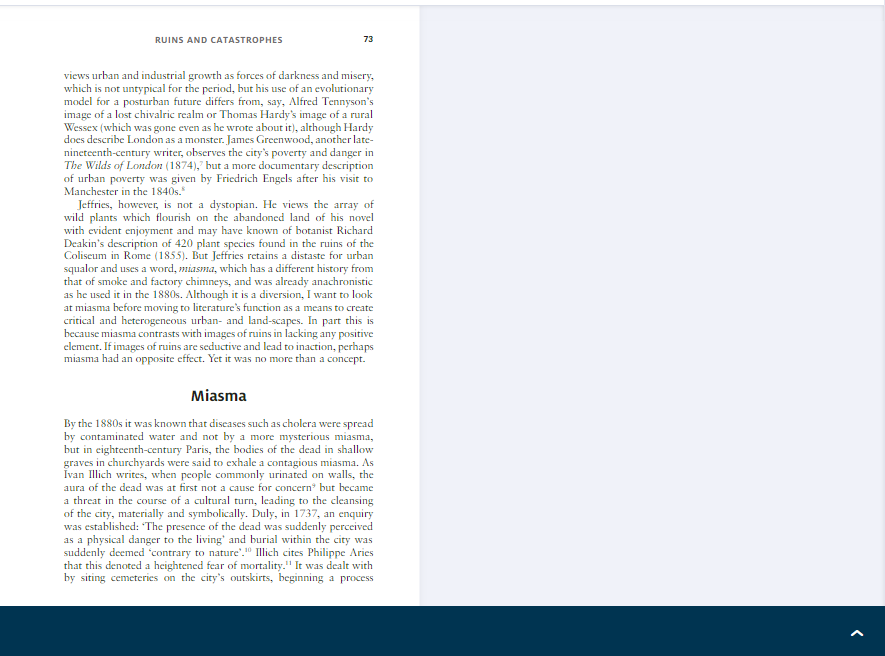 RUINS AND CATASTROPHES 73
views urban and industrial growth as forces of darkness and misery,
which is not untypical for the period, but his use of an evolutionary
model for a posturban future differs from, say, Alfred Tennyson's
image of a lost chivalric realm or Thomas Hardy's image of a rural
Wessex (which was gone even as he wrote about it), although Hardy
does describe London as a monster. James Greenwood, another late-
nineteenth-century writer, observes the city's poverty and danger in
The Wilds of London (1874),⁷ but a more documentary description
of urban poverty was given by Friedrich Engels after his visit to
Manchester in the 1840s.⁸
Jeffries, however, is not a dystopian. He views the array of
wild plants which flourish on the abandoned land of his novel
with evident enjoyment and may have known of botanist Richard
Deakin's description of 420 plant species found in the ruins of the
Coliseum in Rome (1855). But Jeffries retains a distaste for urban
squalor and uses a word, miasma, which has a different history from
that of smoke and factory chimneys, and was already anachronistic
as he used it in the 1880s. Although it is a diversion, I want to look
at miasma before moving to literature's function as a means to create
critical and heterogeneous urban- and land-scapes. In part this is
because miasma contrasts with images of ruins in lacking any positive
element. If images of ruins are seductive and lead to inaction, perhaps
miasma had an opposite effect. Yet it was no more than a concept.
Miasma
By the 1880s it was known that diseases such as cholera were spread
by contaminated water and not by a more mysterious miasma,
but in eighteenth-century Paris, the bodies of the dead in shallow
graves in churchyards were said to exhale a contagious miasma. As
Ivan Illich writes, when people commonly urinated on walls, the
aura of the dead was at first not a cause for concern⁹ but became
a threat in the course of a cultural turn, leading to the cleansing
of the city, materially and symbolically. Duly, in 1737, an enquiry
was established: 'The presence of the dead was suddenly perceived
as a physical danger to the living' and burial within the city was
suddenly deemed 'contrary to nature'.¹⁰ Illich cites Philippe Aries
that this denoted a heightened fear of mortality.¹¹ It was dealt with
by siting cemeteries on the city's outskirts, beginning a process